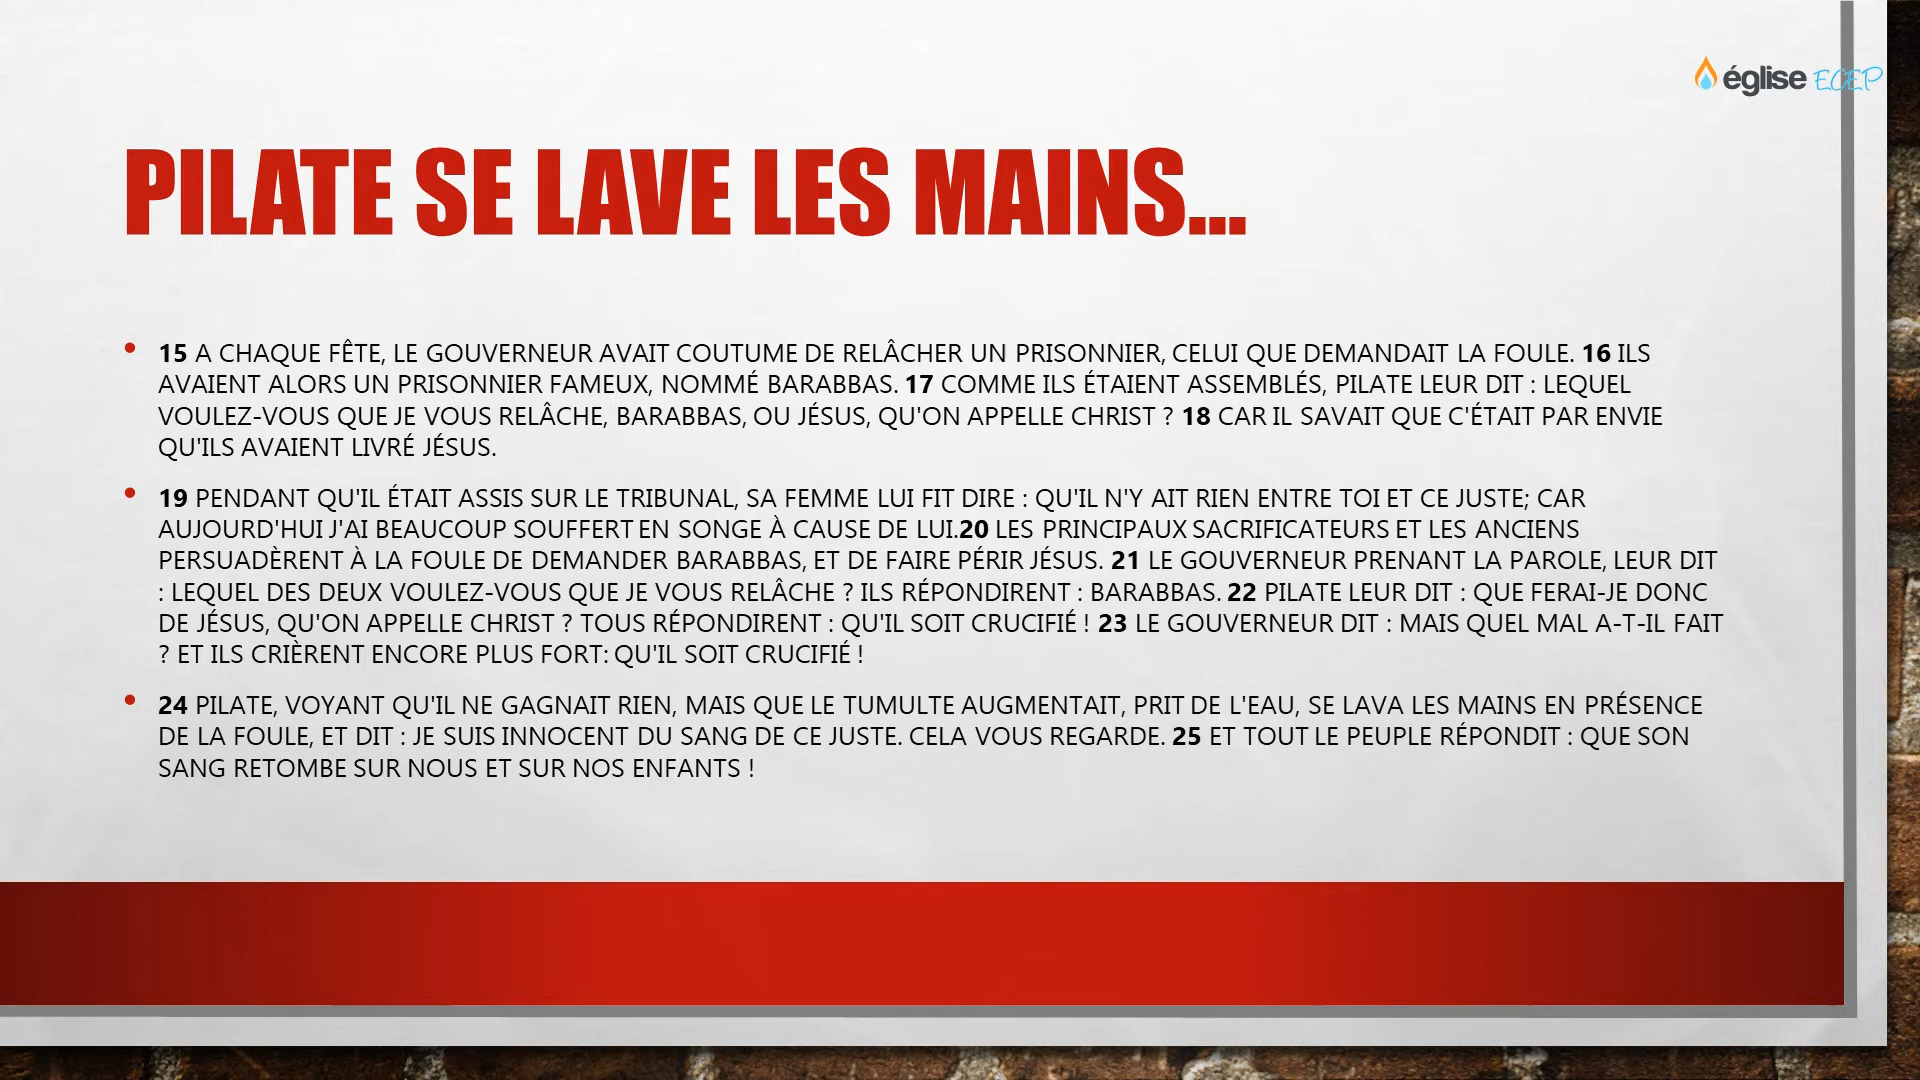 église ECEP
PILATE SE LAVE LES MAINS...
• 15 A CHAQUE FÊTE, LE GOUVERNEUR AVAIT COUTUME DE RELÂCHER UN PRISONNIER, CELUI QUE DEMANDAIT LA FOULE. 16 ILS
AVAIENT ALORS UN PRISONNIER FAMEUX, NOMMÉ BARABBAS. 17 COMME ILS ÉTAIENT ASSEMBLÉS, PILATE LEUR DIT : LEQUEL
VOULEZ-VOUS QUE JE VOUS RELÂCHE, BARABBAS, OU JÉSUS, QU'ON APPELLE CHRIST ? 18 CAR IL SAVAIT QUE C'ÉTAIT PAR ENVIE
QU'ILS AVAIENT LIVRÉ JÉSUS.
• 19 PENDANT QU'IL ÉTAIT ASSIS SUR LE TRIBUNAL, SA FEMME LUI FIT DIRE : QU'IL N'Y AIT RIEN ENTRE TOI ET CE JUSTE; CAR
AUJOURD'HUI J'AI BEAUCOUP SOUFFERT EN SONGE À CAUSE DE LUI.20 LES PRINCIPAUX SACRIFICATEURS ET LES ANCIENS
PERSUADÈRENT À LA FOULE DE DEMANDER BARABBAS, ET DE FAIRE PÉRIR JÉSUS. 21 LE GOUVERNEUR PRENANT LA PAROLE, LEUR DIT
: LEQUEL DES DEUX VOULEZ-VOUS QUE JE VOUS RELÂCHE ? ILS RÉPONDIRENT : BARABBAS. 22 PILATE LEUR DIT : QUE FERAI-JE DONC
DE JÉSUS, QU'ON APPELLE CHRIST ? TOUS RÉPONDIRENT : QU'IL SOIT CRUCIFIÉ ! 23 LE GOUVERNEUR DIT : MAIS QUEL MAL A-T-IL FAIT
? ET ILS CRIÈRENT ENCORE PLUS FORT: QU'IL SOIT CRUCIFIÉ !
• 24 PILATE, VOYANT QU'IL NE GAGNAIT RIEN, MAIS QUE LE TUMULTE AUGMENTAIT, PRIT DE L'EAU, SE LAVA LES MAINS EN PRÉSENCE
DE LA FOULE, ET DIT : JE SUIS INNOCENT DU SANG DE CE JUSTE. CELA VOUS REGARDE. 25 ET TOUT LE PEUPLE RÉPONDIT : QUE SON
SANG RETOMBE SUR NOUS ET SUR NOS ENFANTS !